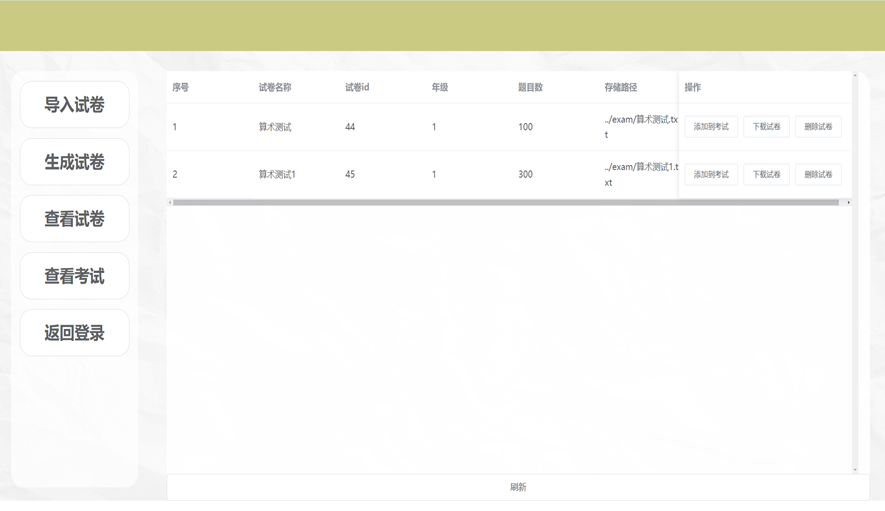 导入试卷
生成试卷
查看试卷
查看考试
返回登录
序号 试卷名称 试卷id 年级 题目数 存储路径 操作
1 算术测试 44 1 100 ../exam/算术测试.tx
t
添加到考试 下载试卷 删除试卷
2 算术测试1 45 1 300 ../exam/算术测试1.t
xt
添加到考试 下载试卷 删除试卷
刷新